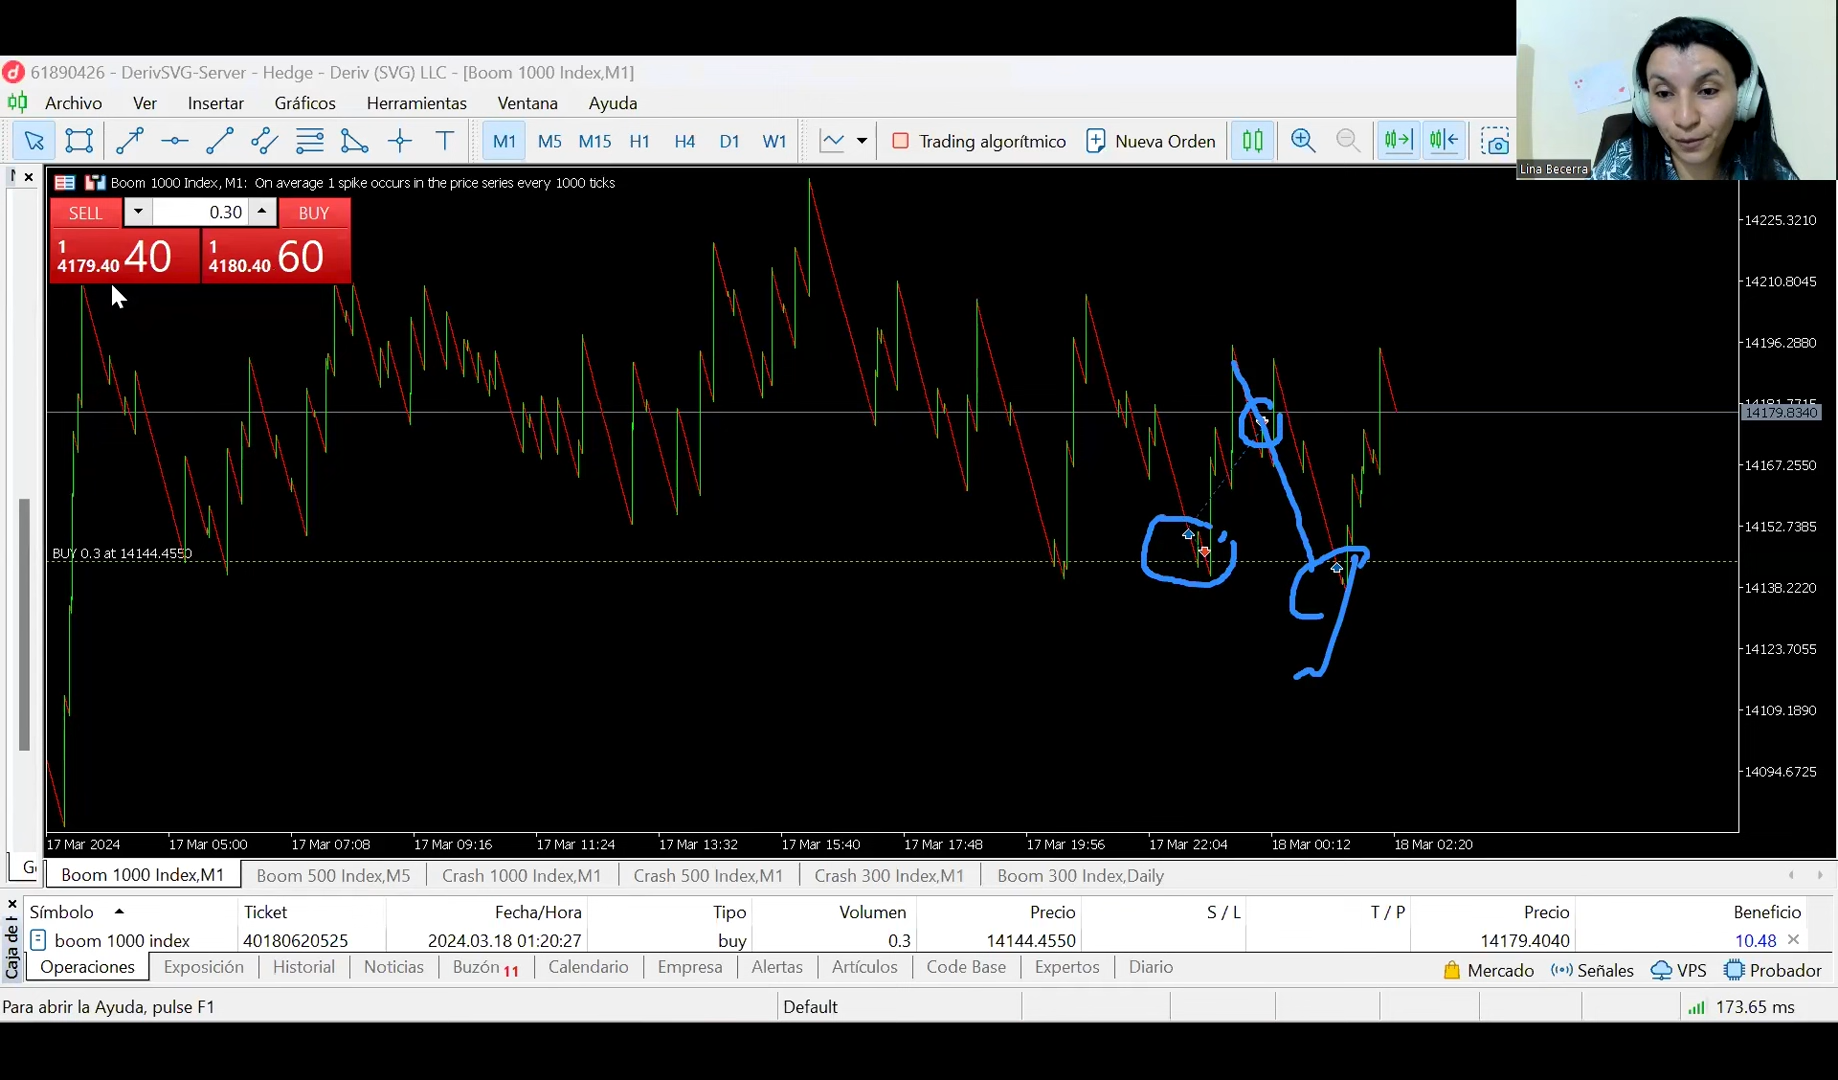 61890426 - DerivSVG-Server - Hedge - Deriv (SVG) LLC - [Boom 1000 Index,M1]
Archivo Ver Insertar Gráficos Herramientas Ventana Ayuda
T M1 M5 M15 H1 H4 D1 W1 Trading algorítmico Nueva Orden
Lina Becerra
Boom 1000 Index, M1: On average 1 spike occurs in the price series every 1000 ticks
SELL 0.30 BUY
1 4179.40 40 1 4180.40 60
14225.3210
14210.8045
14196.2880
14181.7715
14179.8340
14167.2550
14152.7385
BUY 0.3 at 14144.4550
14138.2220
14123.7055
14109.1890
14094.6725
17 Mar 2024 17 Mar 05:00 17 Mar 07:08 17 Mar 09:16 17 Mar 11:24 17 Mar 13:32 17 Mar 15:40 17 Mar 17:48 17 Mar 19:56 17 Mar 22:04 18 Mar 00:12 18 Mar 02:20
Boom 1000 Index,M1 Boom 500 Index,M5 Crash 1000 Index,M1 Crash 500 Index,M1 Crash 300 Index,M1 Boom 300 Index,Daily
Caja de
Símbolo Ticket Fecha/Hora Tipo Volumen Precio S / L T / P Precio Beneficio
boom 1000 index 40180620525 2024.03.18 01:20:27 buy 0.3 14144.4550 14179.4040 10.48
Operaciones Exposición Historial Noticias Buzón 11 Calendario Empresa Alertas Artículos Code Base Expertos Diario Mercado Señales VPS Probador
Para abrir la Ayuda, pulse F1 Default 173.65 ms